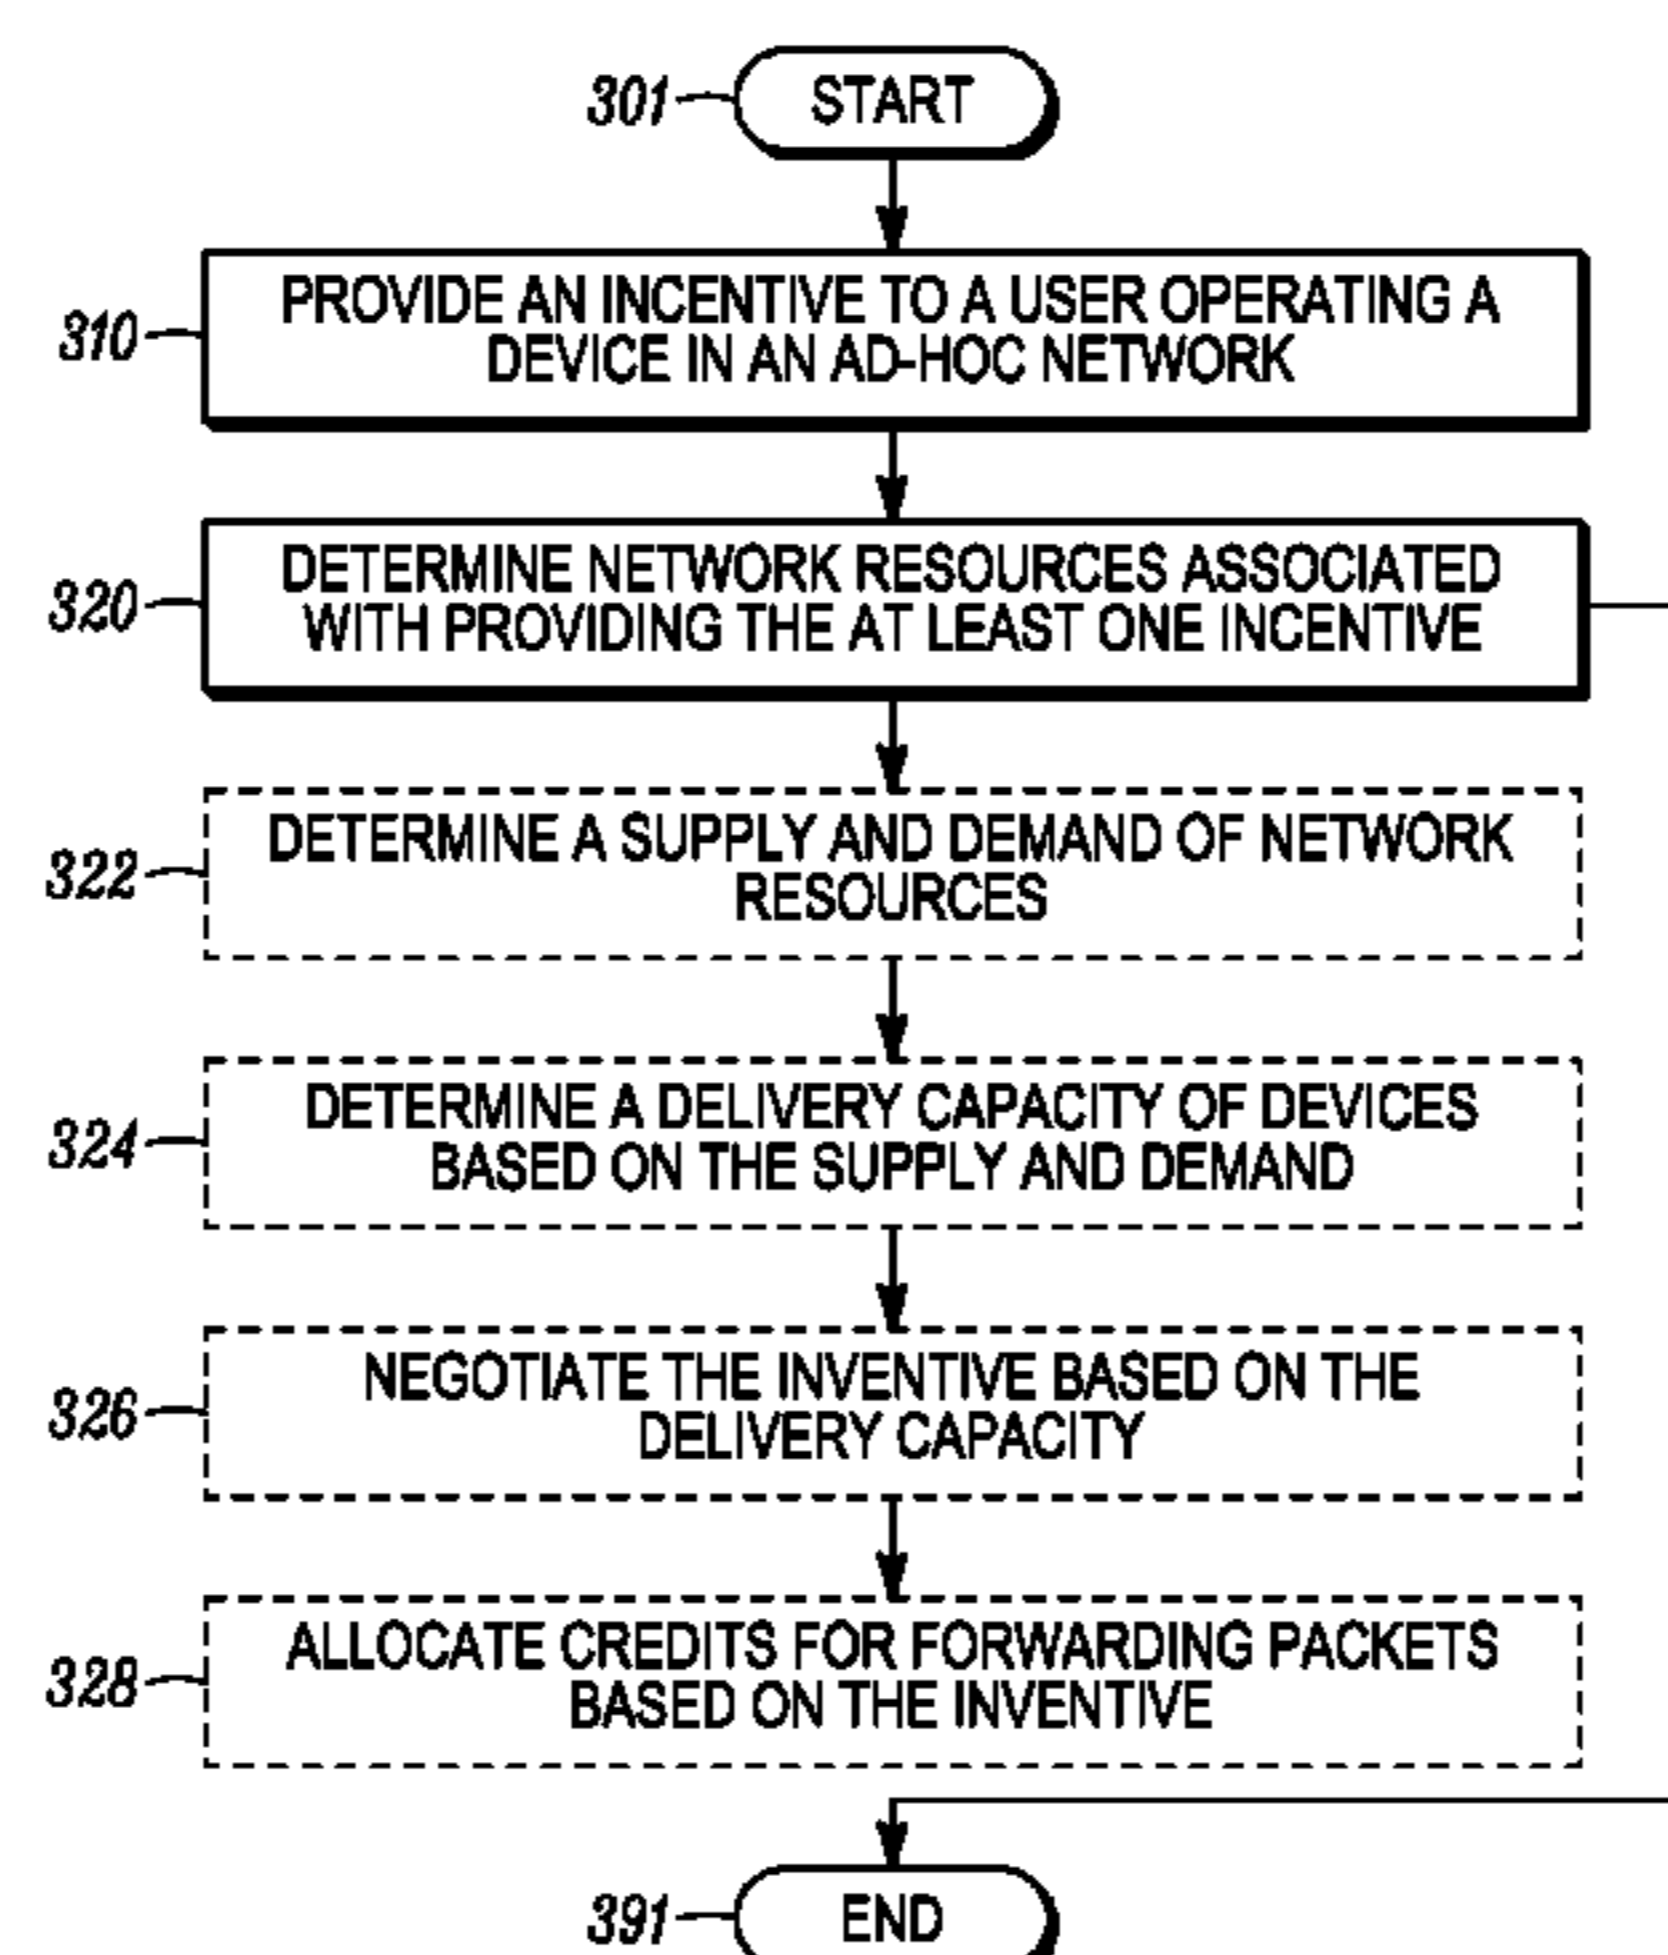 301 START
PROVIDE AN INCENTIVE TO A USER OPERATING A
310
DEVICE IN AN AD-HOC NETWORK
DETERMINE NETWORK RESOURCES ASSOCIATED
320
WITH PROVIDING THE AT LEAST ONE INCENTIVE
DETERMINE A SUPPLY AND DEMAND OF NETWORK
322
RESOURCES
DETERMINE A DELIVERY CAPACITY OF DEVICES
324
BASED ON THE SUPPLY AND DEMAND
NEGOTIATE THE INVENTIVE BASED ON THE
326
DELIVERY CAPACITY
ALLOCATE CREDITS FOR FORWARDING PACKETS
328
BASED ON THE INVENTIVE
391 END